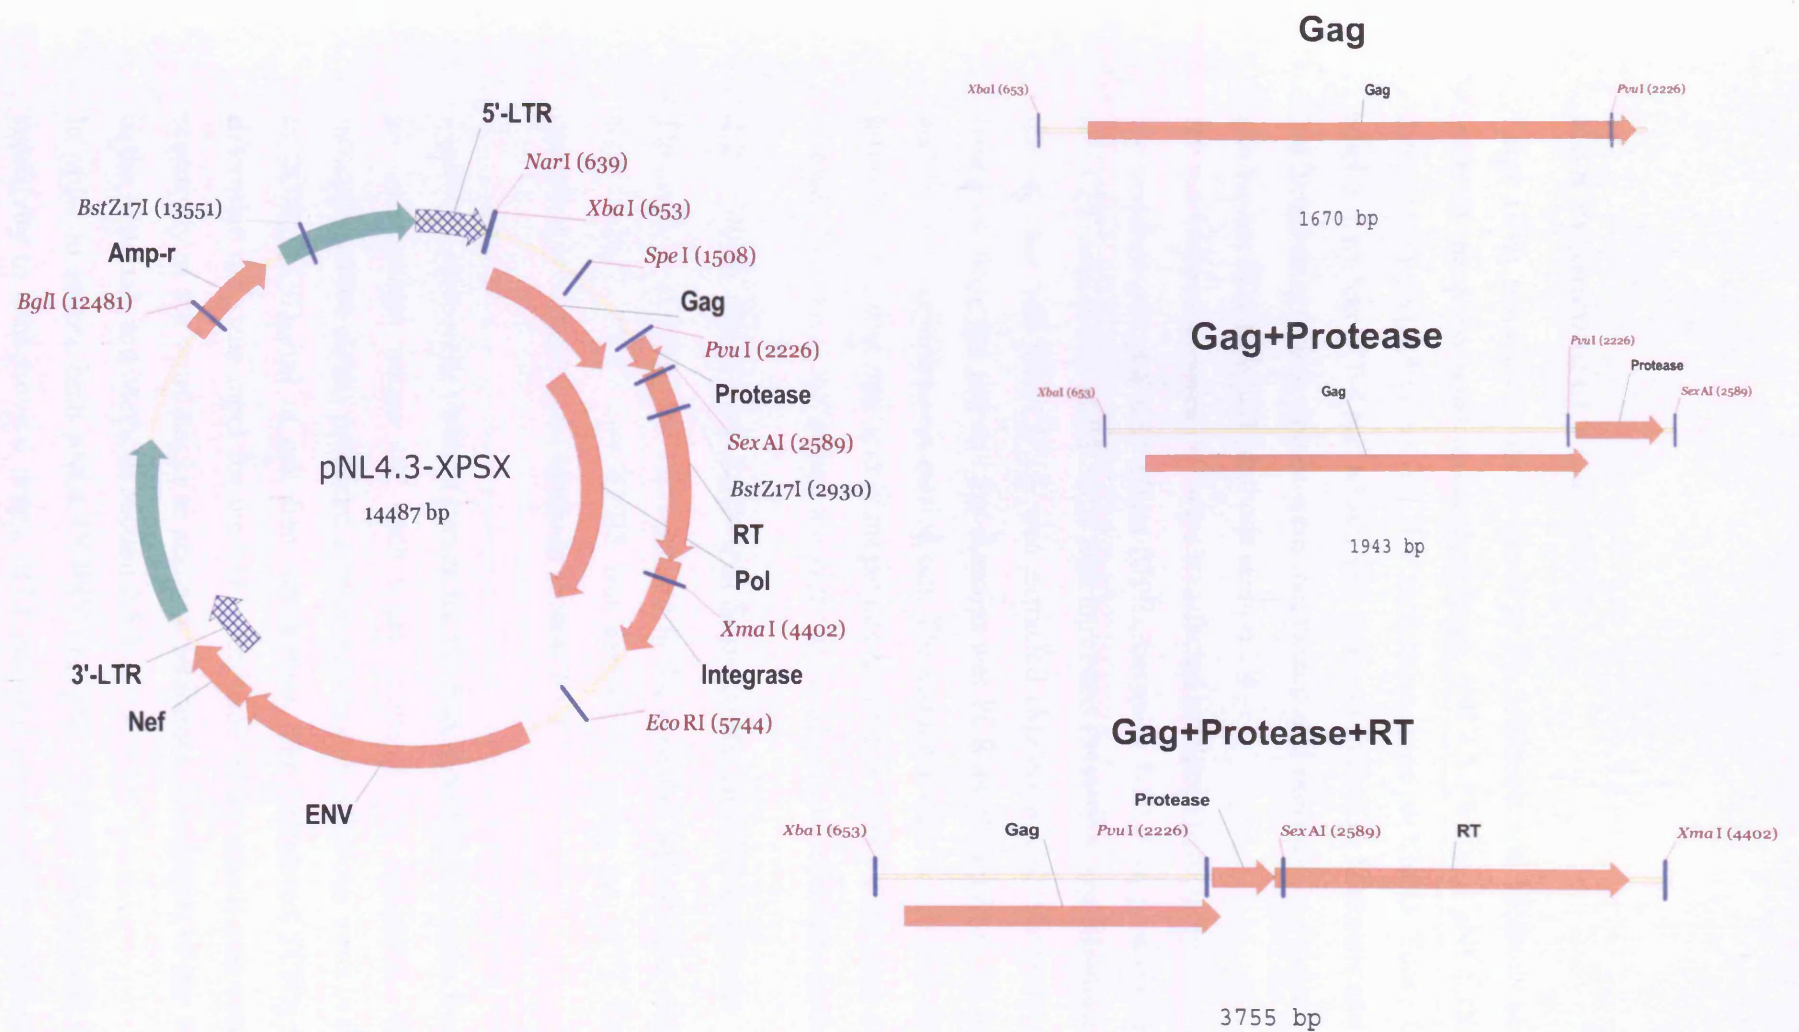 5'-LTR
NarI (639)
BstZ17I (13551)
XbaI (653)
Amp-r
SpeI (1508)
BglI (12481)
Gag
PvuI (2226)
Protease
SexAI (2589)
pNL4.3-XPSX
14487 bp
BstZ17I (2930)
RT
Pol
XmaI (4402)
3'-LTR
Integrase
Nef
EcoRI (5744)
ENV
Gag
XbaI (653)
Gag
PvuI (2226)
1670 bp
Gag+Protease
PvuI (2226)
Protease
XbaI (653)
Gag
SexAI (2589)
1943 bp
Gag+Protease+RT
Protease
XbaI (653)
Gag
PvuI (2226)
SexAI (2589)
RT
XmaI (4402)
3755 bp